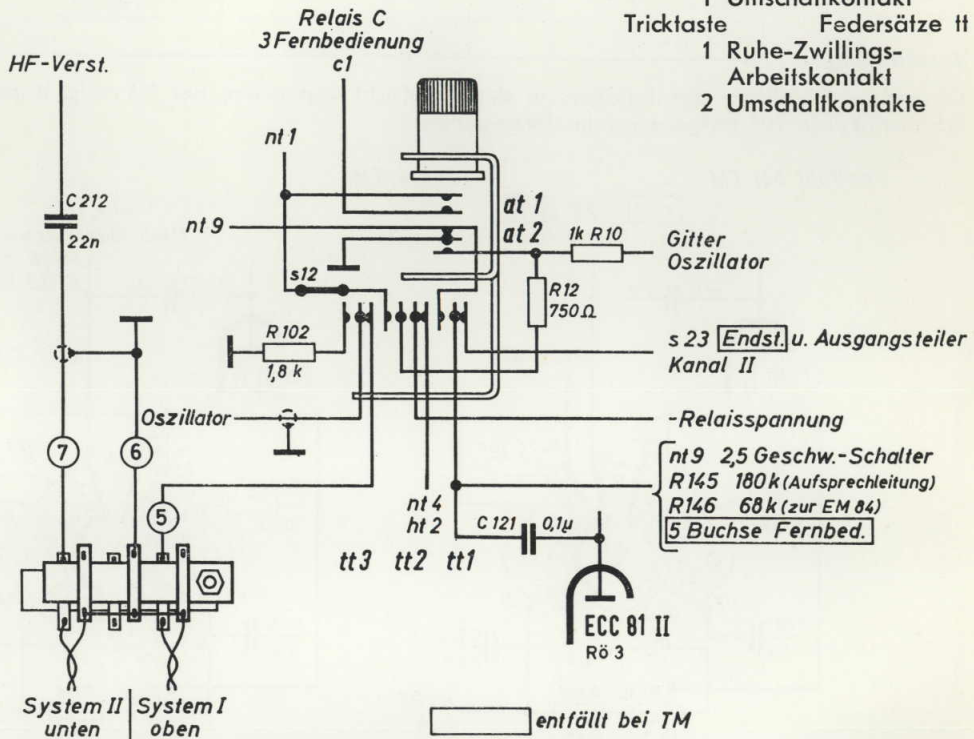 1 Umschaltkontakt
Tricktaste Federsätze tt
1 Ruhe-Zwillings-
Arbeitskontakt
2 Umschaltkontakte
Relais C
3 Fernbedienung
c1
HF-Verst.
nt 1
C 212
22n
nt 9
at 1
at 2
1k R10
Gitter
Oszillator
s12
R12
750 Ω
R 102
1,8 k
s 23 Endst. u. Ausgangsteiler
Kanal II
Oszillator
-Relaisspannung
7
6
5
nt 9 2,5 Geschw.-Schalter
R145 180 k (Aufsprechleitung)
R146 68 k (zur EM 84)
5 Buchse Fernbed.
nt 4
ht 2
C 121
0,1µ
tt3 tt2 tt1
ECC 81 II
Rö 3
System II
unten
System I
oben
entfällt bei TM